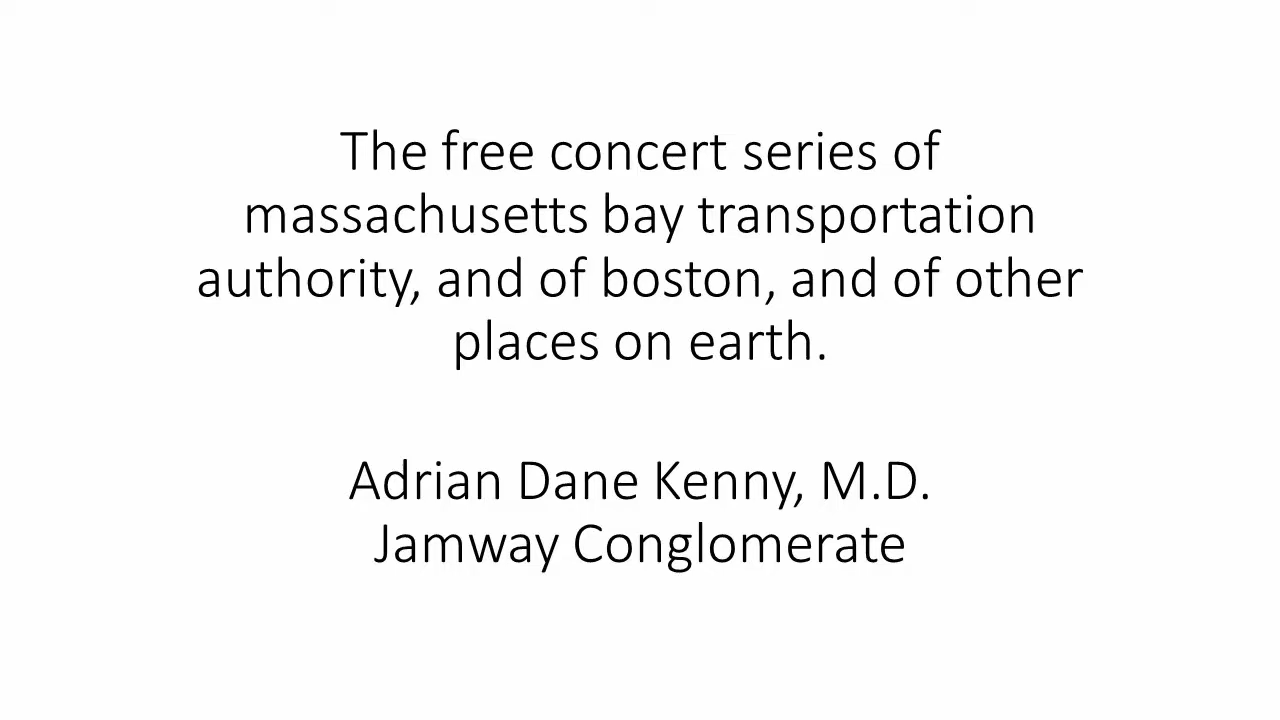 The free concert series of
massachusetts bay transportation
authority, and of boston, and of other
places on earth.
Adrian Dane Kenny, M.D.
Jamway Conglomerate